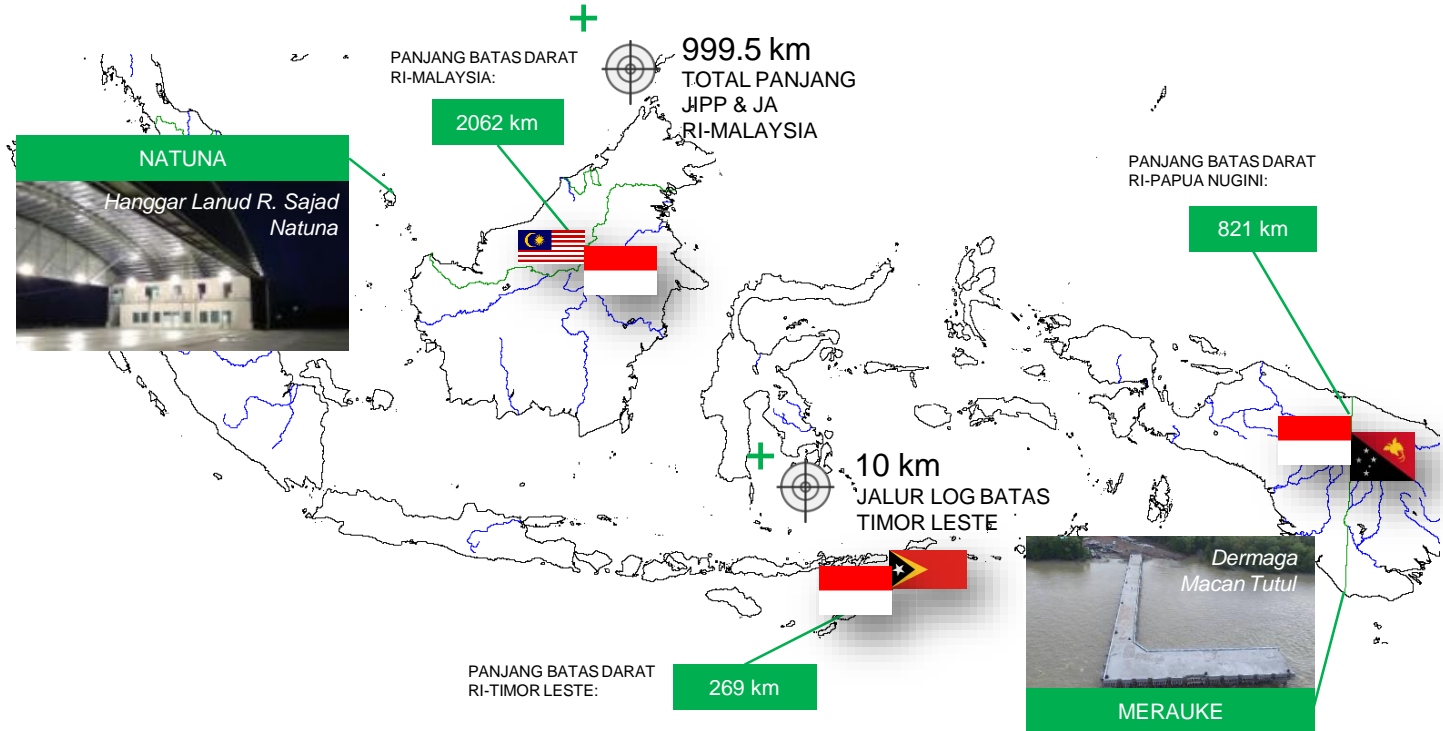 PANJANG BATAS DARAT
RI-MALAYSIA:
2062 km
999.5 km
TOTAL PANJANG
JIPP & JA
RI-MALAYSIA
NATUNA
Hanggar Lanud R. Sajad
Natuna
PANJANG BATAS DARAT
RI-PAPUA NUGINI:
821 km
10 km
JALUR LOG BATAS
TIMOR LESTE
Dermaga
Macan Tutul
MERAUKE
PANJANG BATAS DARAT
RI-TIMOR LESTE:
269 km